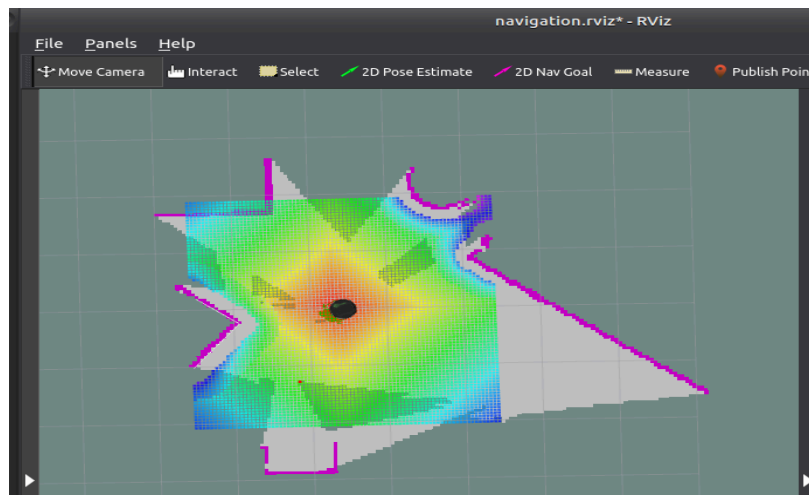 navigation.rviz* - RViz
File Panels Help
Move Camera Interact Select 2D Pose Estimate 2D Nav Goal Measure Publish Poin